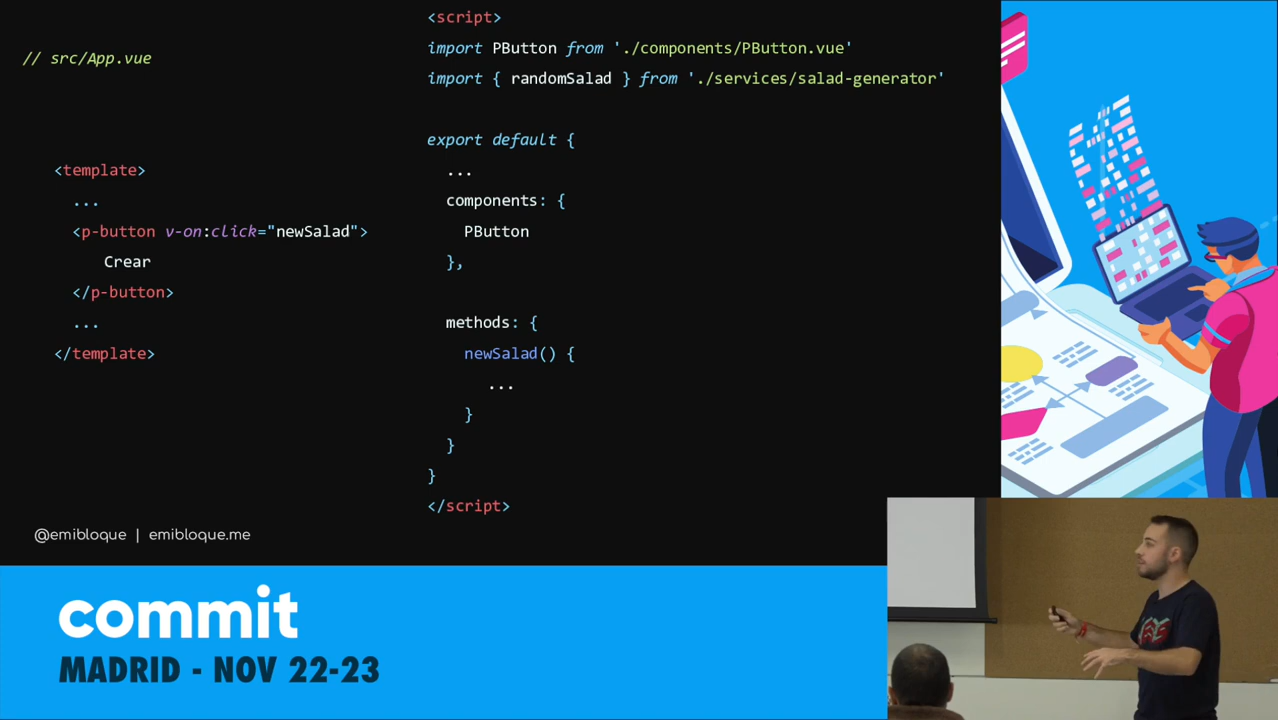 // src/App.vue
<template>
...
<p-button v-on:click="newSalad">
Crear
</p-button>
...
</template>
<script>
import PButton from './components/PButton.vue'
import { randomSalad } from './services/salad-generator'
export default {
...
components: {
PButton
},
methods: {
newSalad() {
...
}
}
}
</script>
@emibloque | emibloque.me
commit
MADRID - NOV 22-23